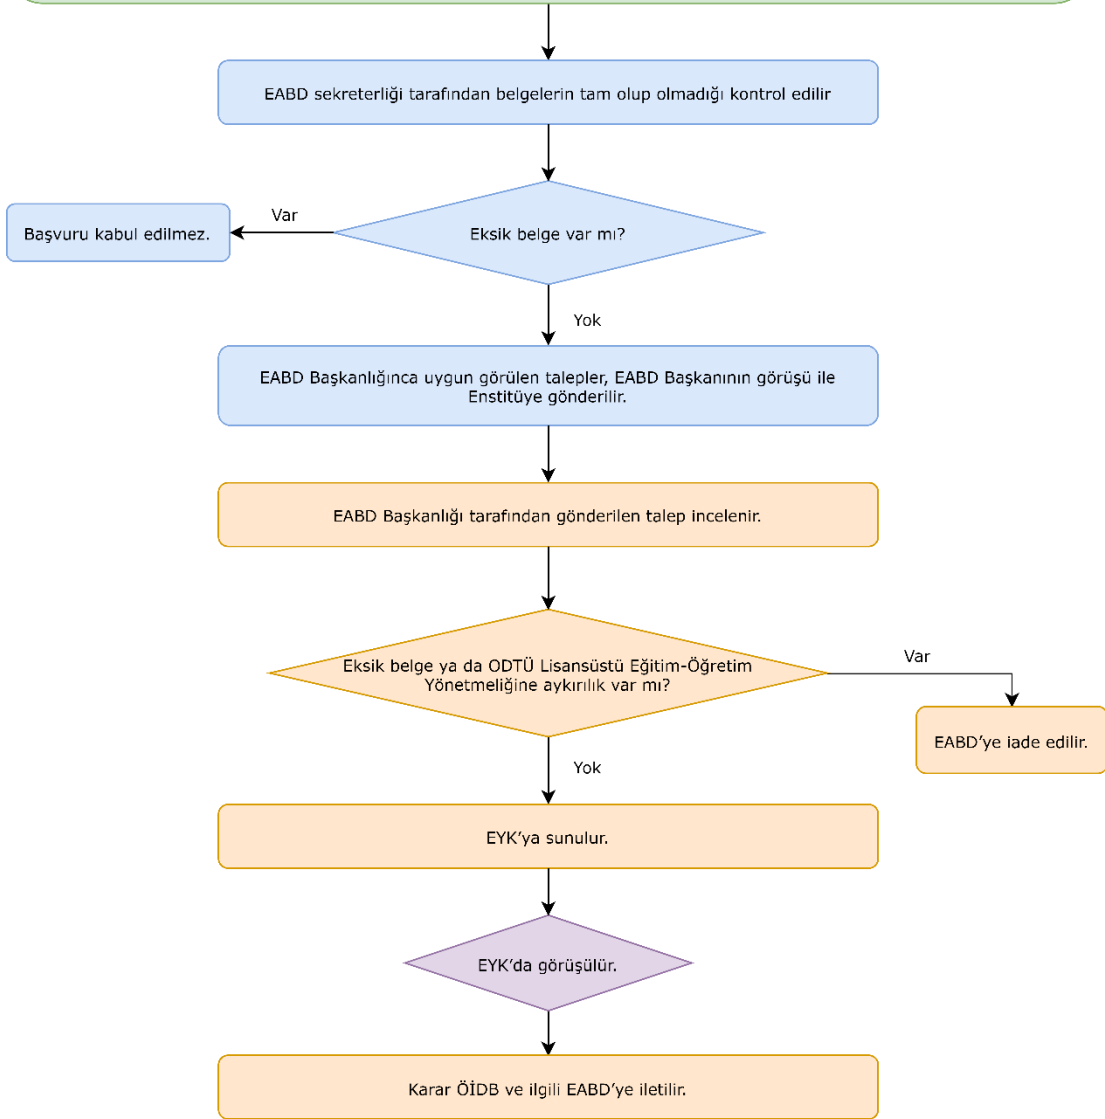 EABD sekreterliği tarafından belgelerin tam olup olmadığı kontrol edilir
Eksik belge var mı?
Var
Başvuru kabul edilmez.
Yok
EABD Başkanlığınca uygun görülen talepler, EABD Başkanının görüşü ile
Enstitüye gönderilir.
EABD Başkanlığı tarafından gönderilen talep incelenir.
Eksik belge ya da ODTÜ Lisansüstü Eğitim-Öğretim
Yönetmeliğine aykırılık var mı?
Var
EABD’ye iade edilir.
Yok
EYK’ya sunulur.
EYK’da görüşülür.
Karar ÖİDB ve ilgili EABD’ye iletilir.